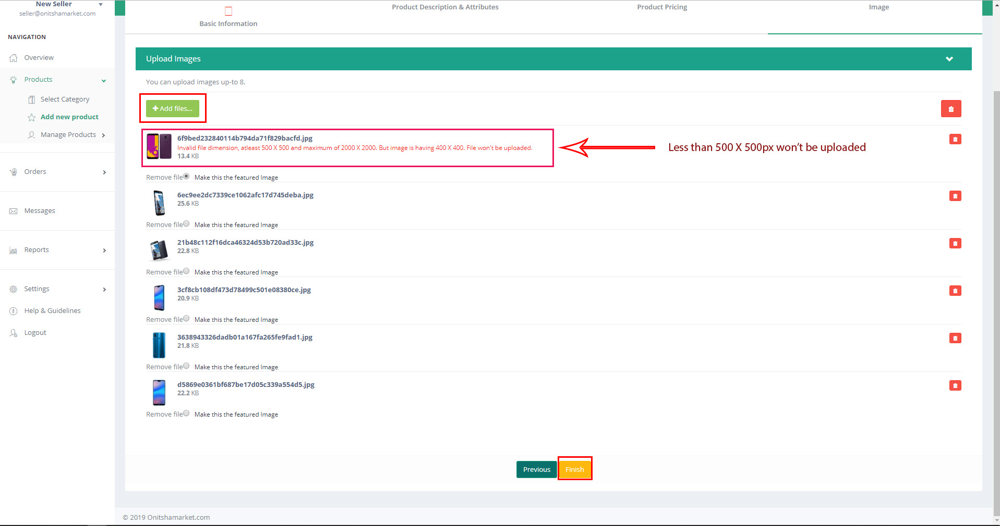 New Seller
seller@onitshamarket.com
NAVIGATION
Overview
Products
Select Category
Add new product
Manage Products
Orders
Messages
Reports
Settings
Help & Guidelines
Logout
Basic Information
Product Description & Attributes
Product Pricing
Image
Upload Images
You can upload images up-to 8.
Add files...
6f9bed232840114b794da71f829bacfd.jpg
Invalid file dimension, atleast 500 X 500 and maximum of 2000 X 2000. But image is having 400 X 400. File won't be uploaded.
13.4 KB
Less than 500 X 500px won't be uploaded
Remove file Make this the featured Image
6ec9ee2dc7339ce1062afc17d745deba.jpg
25.6 KB
Remove file Make this the featured Image
21b48c112f16dca46324d53b720ad33c.jpg
22.8 KB
Remove file Make this the featured Image
3cf8cb108df473d78499c501e08380ce.jpg
20.9 KB
Remove file Make this the featured Image
3638943326dadb01a167fa265fe9fad1.jpg
21.8 KB
Remove file Make this the featured Image
d5869e0361bf687be17d05c339a554d5.jpg
22.2 KB
Remove file Make this the featured Image
Previous
Finish
© 2019 Onitshamarket.com